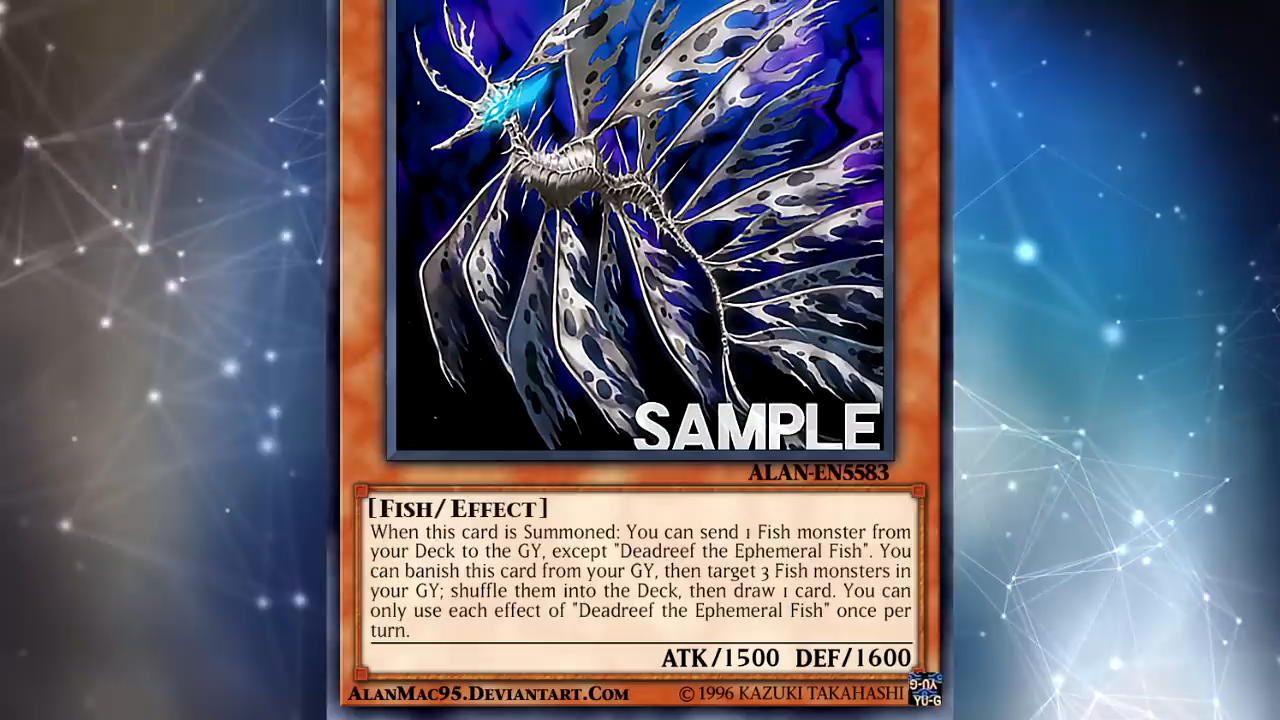 SAMPLE
ALAN-EN5583
[FISH/EFFECT]
When this card is Summoned: You can send 1 Fish monster from
your Deck to the GY, except "Deadreef the Ephemeral Fish". You
can banish this card from your GY, then target 3 Fish monsters in
your GY; shuffle them into the Deck, then draw 1 card. You can
only use each effect of "Deadreef the Ephemeral Fish" once per
turn.
ATK/1500 DEF/1600
ALANMAC95.DEVIANTART.COM
© 1996 KAZUKI TAKAHASHI
YU-G
YU-G